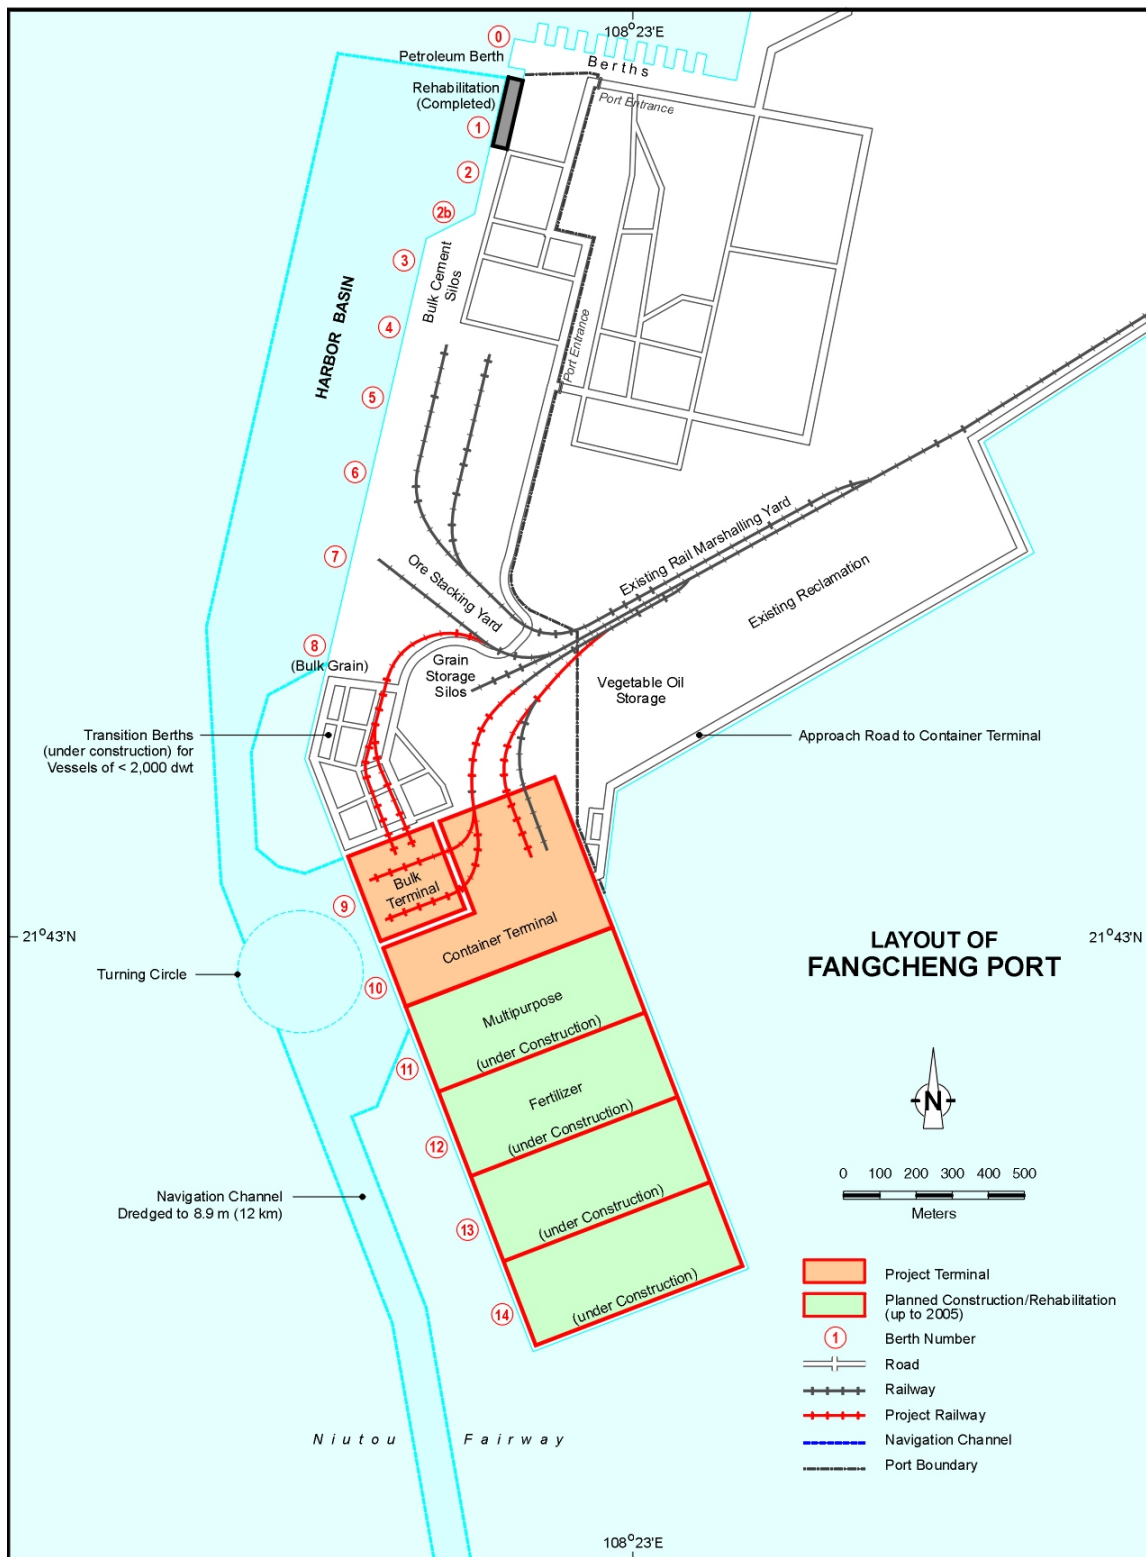 108°23'E
0
Petroleum Berth
Berths
Rehabilitation
(Completed)
Port Entrance
1
2
2b
3
Bulk Cement
Silos
HARBOR BASIN
4
Port Entrance
5
6
7
Ore Stacking Yard
Existing Rail Marshalling Yard
Existing Reclamation
8
(Bulk Grain)
Grain
Storage
Silos
Vegetable Oil
Storage
Transition Berths
(under construction) for
Vessels of < 2,000 dwt
Approach Road to Container Terminal
Bulk
Terminal
9
Container Terminal
21°43'N
LAYOUT OF
FANGCHENG PORT
21°43'N
Turning Circle
10
Multipurpose
(under Construction)
11
Fertilizer
(under Construction)
12
N
Navigation Channel
Dredged to 8.9 m (12 km)
(under Construction)
13
0 100 200 300 400 500
Meters
(under Construction)
14
Project Terminal
Planned Construction/Rehabilitation
(up to 2005)
1
Berth Number
Road
Railway
Project Railway
Navigation Channel
Port Boundary
Niutou Fairway
108°23'E